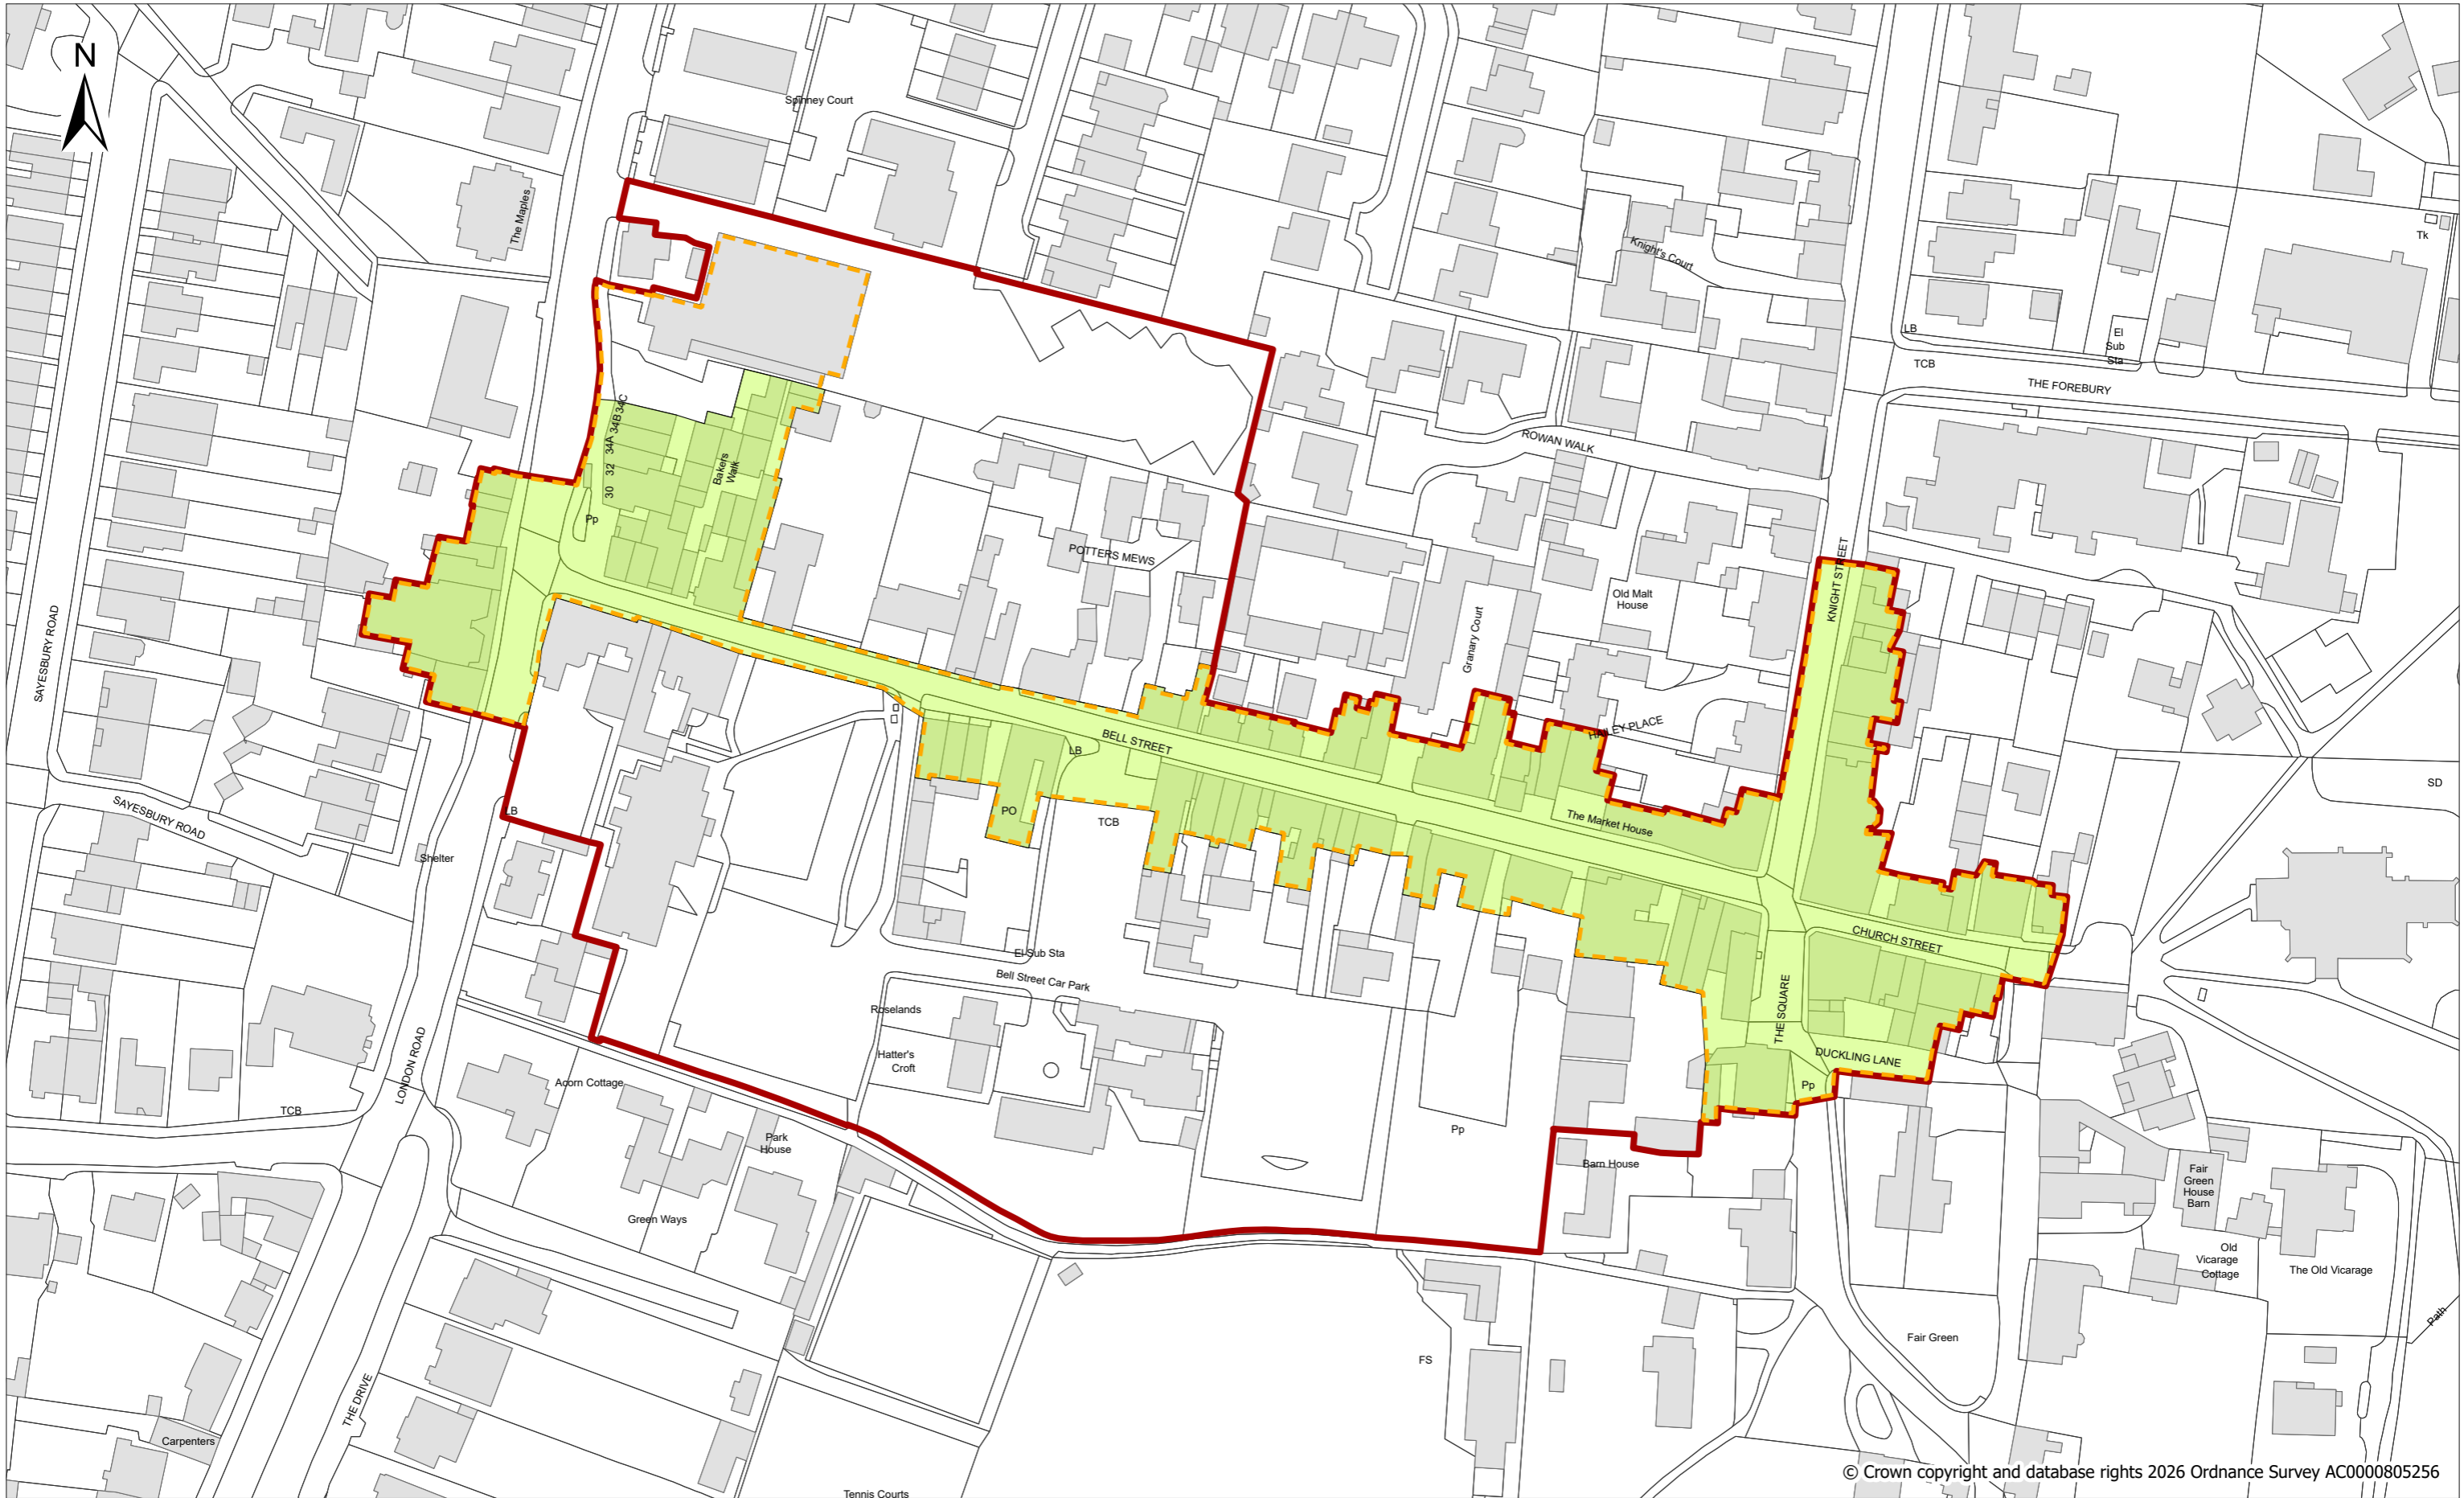 N
Spinney Court
The Maples
Knight's Court
Tk
LB
El
Sub
Sta
TCB
THE FOREBURY
34C
34B
34A
32
30
Bakers
Walk
Pp
ROWAN WALK
POTTERS MEWS
KNIGHT STREET
Old Malt
House
Granary Court
SAYESBURY ROAD
HAILEY PLACE
BELL STREET
LB
SD
SAYESBURY ROAD
LB
PO
TCB
The Market House
Shelter
CHURCH STREET
El Sub Sta
Bell Street Car Park
Roselands
THE SQUARE
Hatter's
Croft
DUCKLING LANE
LONDON ROAD
Acorn Cottage
Pp
TCB
Park
House
Pp
Barn House
Fair
Green
House
Barn
Green Ways
Old
Vicarage
Cottage
The Old Vicarage
Path
Fair Green
FS
THE DRIVE
Carpenters
Tennis Courts
© Crown copyright and database rights 2026 Ordnance Survey AC0000805256